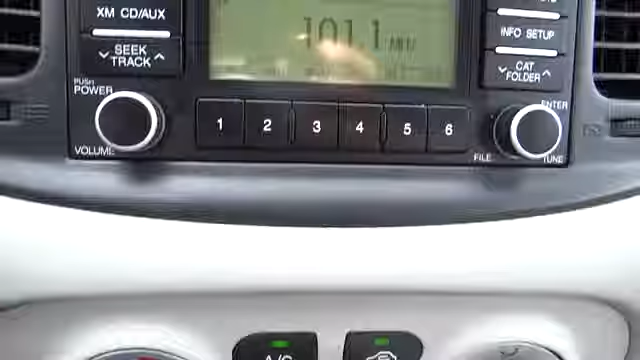 XM CD/AUX
SEEK
TRACK
PUSH
POWER
VOLUME
101.1 MHz
1 2 3 4 5 6
INFO SETUP
CAT
FOLDER
ENTER
FILE
TUNE
A/C